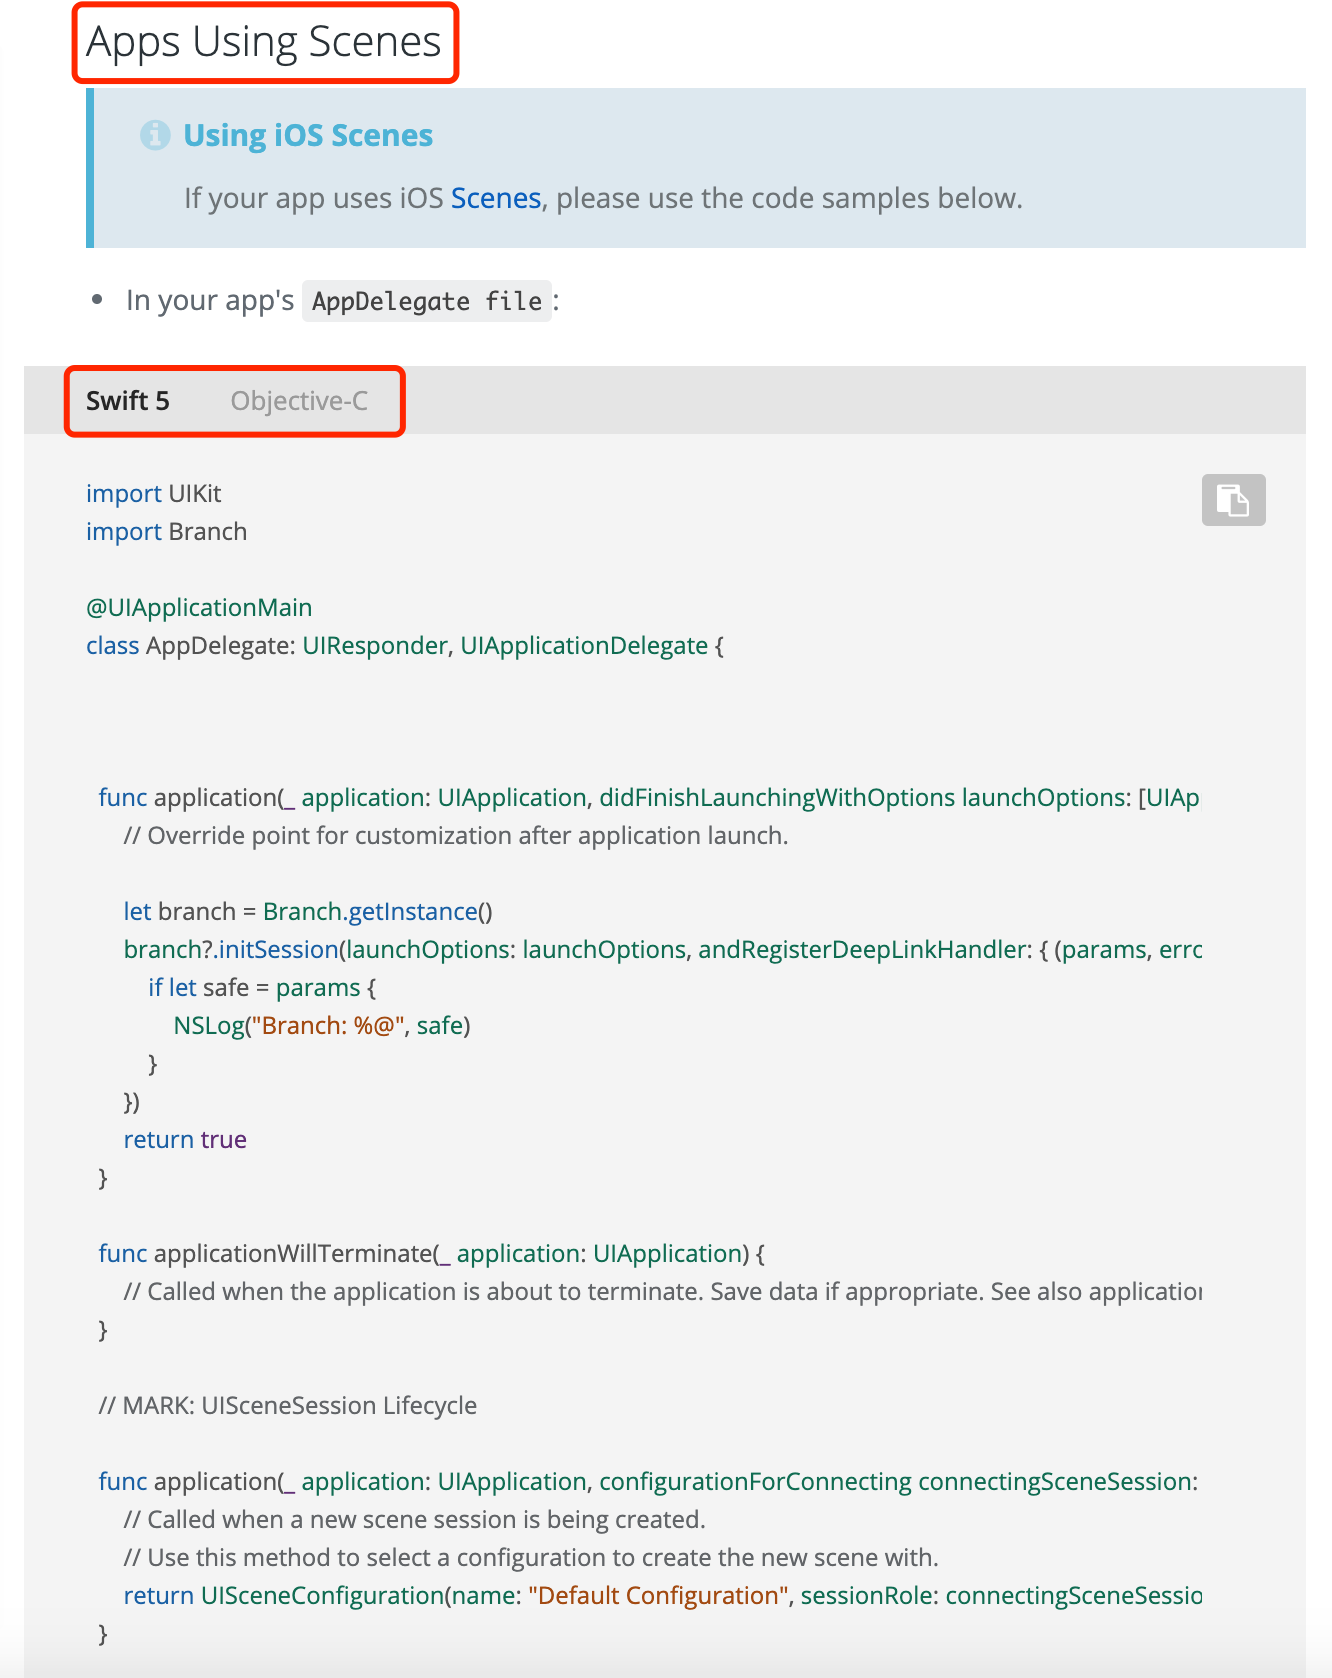 Apps Using Scenes
Using iOS Scenes
If your app uses iOS Scenes, please use the code samples below.
• In your app's AppDelegate file:
Swift 5 Objective-C
import UIKit
import Branch
@UIApplicationMain
class AppDelegate: UIResponder, UIApplicationDelegate {
func application(_ application: UIApplication, didFinishLaunchingWithOptions launchOptions: [UIAp
// Override point for customization after application launch.
let branch = Branch.getInstance()
branch?.initSession(launchOptions: launchOptions, andRegisterDeepLinkHandler: { (params, erro
if let safe = params {
NSLog("Branch: %@", safe)
}
})
return true
}
func applicationWillTerminate(_ application: UIApplication) {
// Called when the application is about to terminate. Save data if appropriate. See also application
}
// MARK: UISceneSession Lifecycle
func application(_ application: UIApplication, configurationForConnecting connectingSceneSession:
// Called when a new scene session is being created.
// Use this method to select a configuration to create the new scene with.
return UISceneConfiguration(name: "Default Configuration", sessionRole: connectingSceneSessio
}